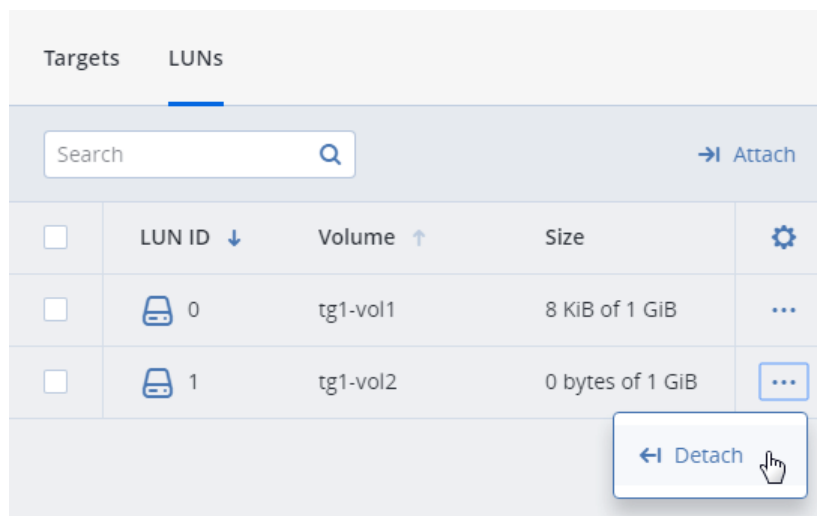 Targets LUNs
Search Attach
LUN ID Volume Size
0 tg1-vol1 8 KiB of 1 GiB
1 tg1-vol2 0 bytes of 1 GiB
Detach